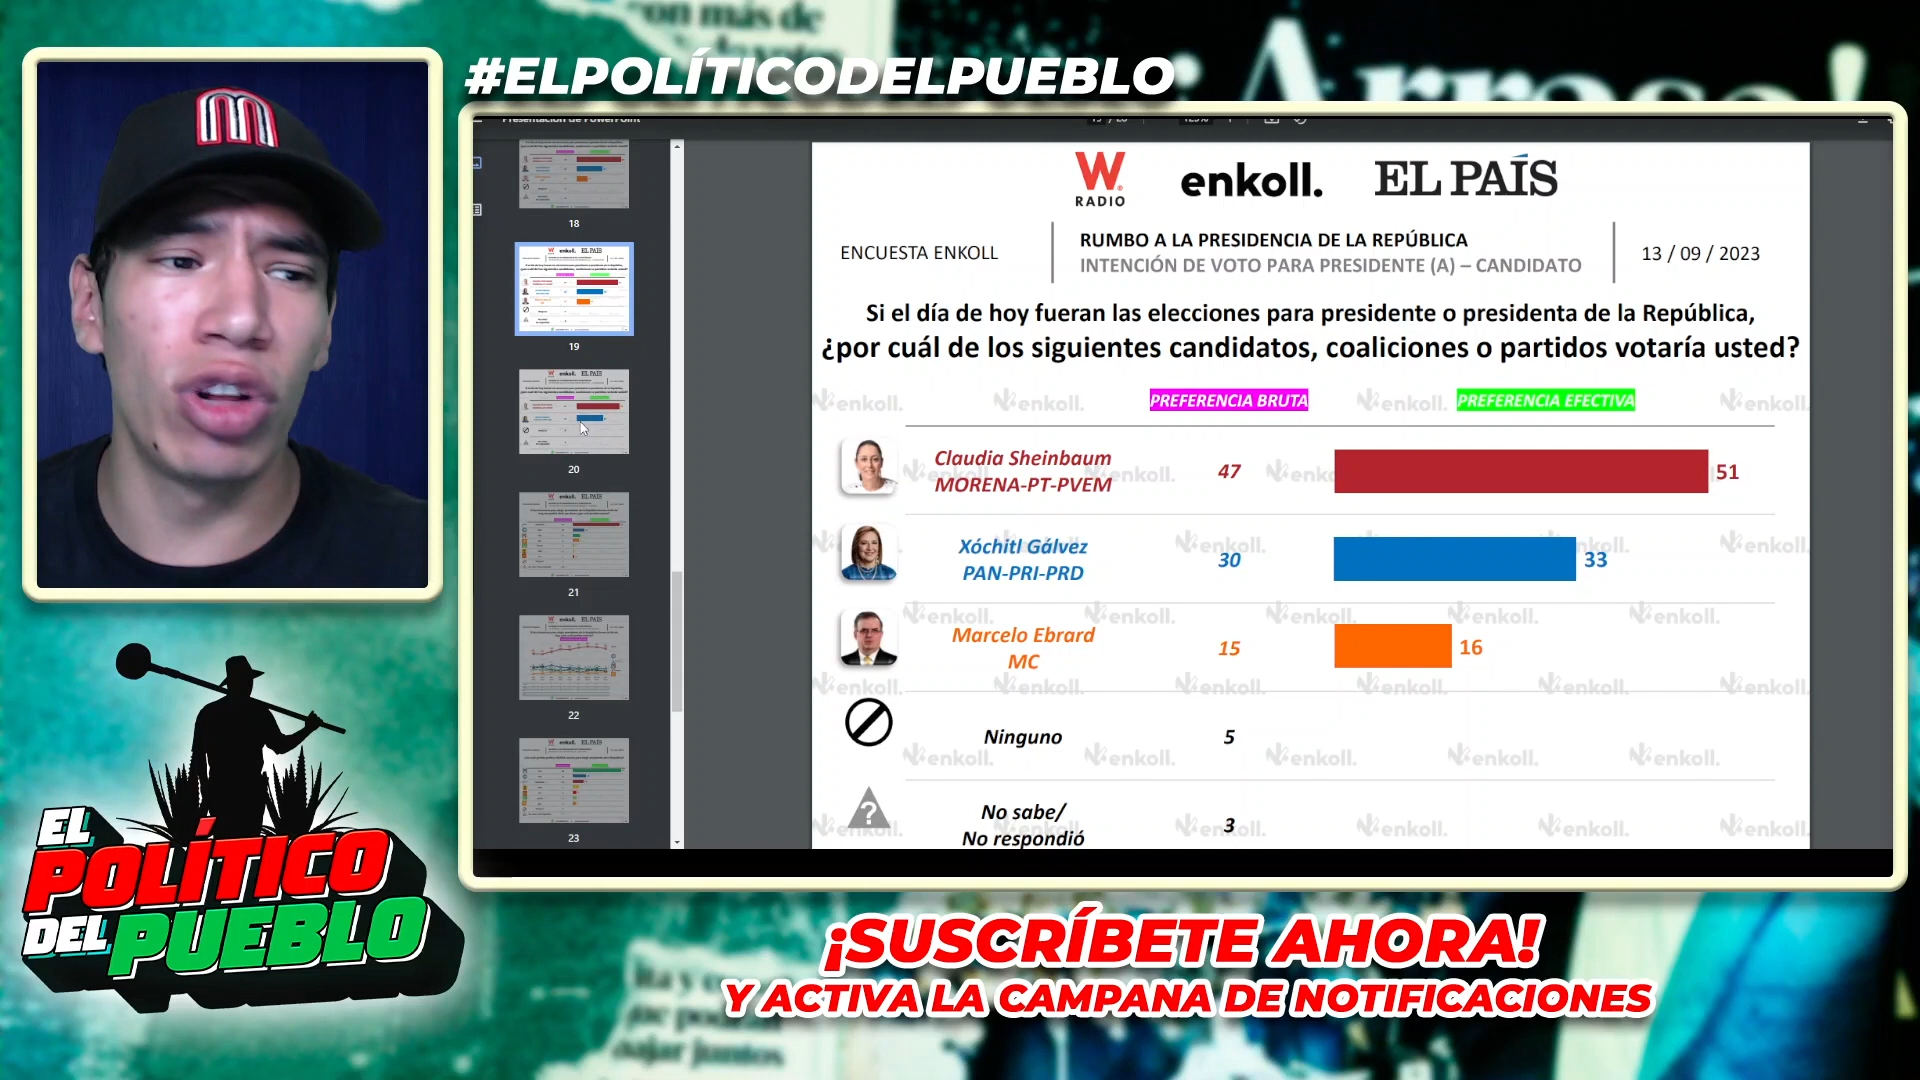 #ELPOLÍTICODELPUEBLO
¡Arrasa!
Presentación de PowerPoint
W
RADIO
enkoll.
EL PAÍS
ENCUESTA ENKOLL
RUMBO A LA PRESIDENCIA DE LA REPÚBLICA
INTENCIÓN DE VOTO PARA PRESIDENTE (A) – CANDIDATO
13 / 09 / 2023
Si el día de hoy fueran las elecciones para presidente o presidenta de la República,
¿por cuál de los siguientes candidatos, coaliciones o partidos votaría usted?
PREFERENCIA BRUTA
PREFERENCIA EFECTIVA
Claudia Sheinbaum
MORENA-PT-PVEM
47
51
Xóchitl Gálvez
PAN-PRI-PRD
30
33
Marcelo Ebrard
MC
15
16
Ninguno
5
?
No sabe/
No respondió
3
18
19
20
21
22
23
EL
POLÍTICO
DEL PUEBLO
¡SUSCRÍBETE AHORA!
Y ACTIVA LA CAMPANA DE NOTIFICACIONES